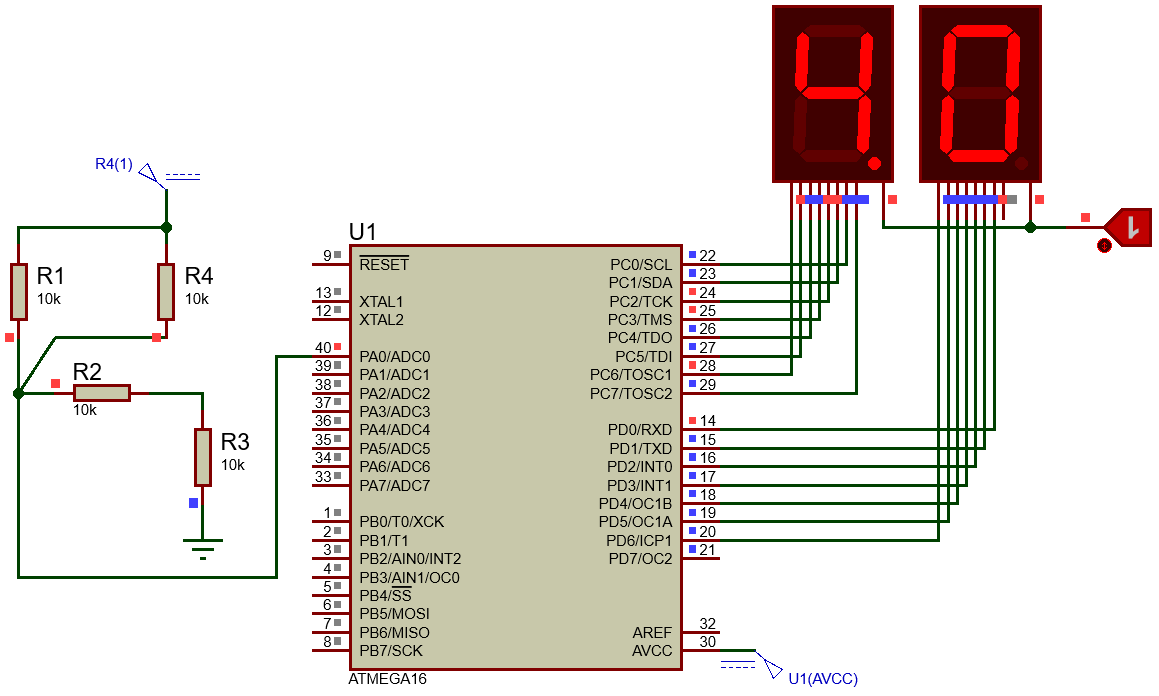 4.0
R4(1)
1
U1
R1
10k
R4
10k
R2
10k
R3
10k
9 RESET
13 XTAL1
12 XTAL2
40 PA0/ADC0
39 PA1/ADC1
38 PA2/ADC2
37 PA3/ADC3
36 PA4/ADC4
35 PA5/ADC5
34 PA6/ADC6
33 PA7/ADC7
1 PB0/T0/XCK
2 PB1/T1
3 PB2/AIN0/INT2
4 PB3/AIN1/OC0
5 PB4/SS
6 PB5/MOSI
7 PB6/MISO
8 PB7/SCK
PC0/SCL 22
PC1/SDA 23
PC2/TCK 24
PC3/TMS 25
PC4/TDO 26
PC5/TDI 27
PC6/TOSC1 28
PC7/TOSC2 29
PD0/RXD 14
PD1/TXD 15
PD2/INT0 16
PD3/INT1 17
PD4/OC1B 18
PD5/OC1A 19
PD6/ICP1 20
PD7/OC2 21
AREF 32
AVCC 30
ATMEGA16
U1(AVCC)